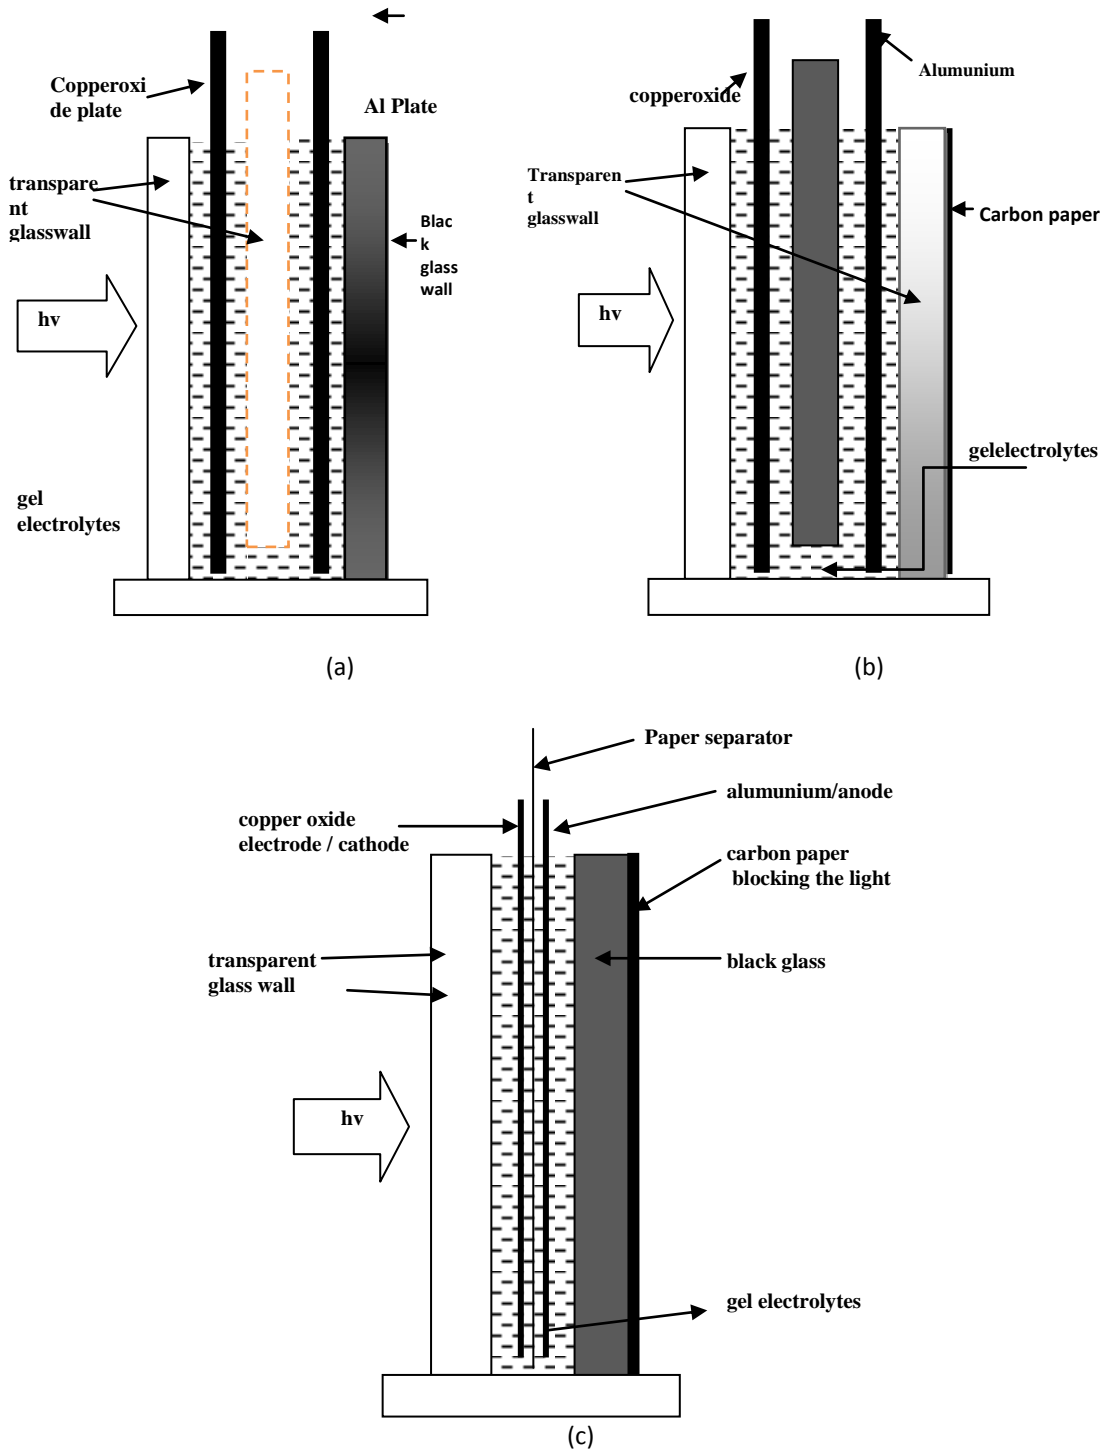 Copperoxi
de plate
Al Plate
transpare
nt
glasswall
Blac
k
glass
wall
hv
gel
electrolytes
(a)
Alumunium
copperoxide
Transparen
t
glasswall
Carbon paper
hv
gelelectrolytes
(b)
Paper separator
alumunium/anode
copper oxide
electrode / cathode
carbon paper
blocking the light
transparent
glass wall
black glass
hv
gel electrolytes
(c)